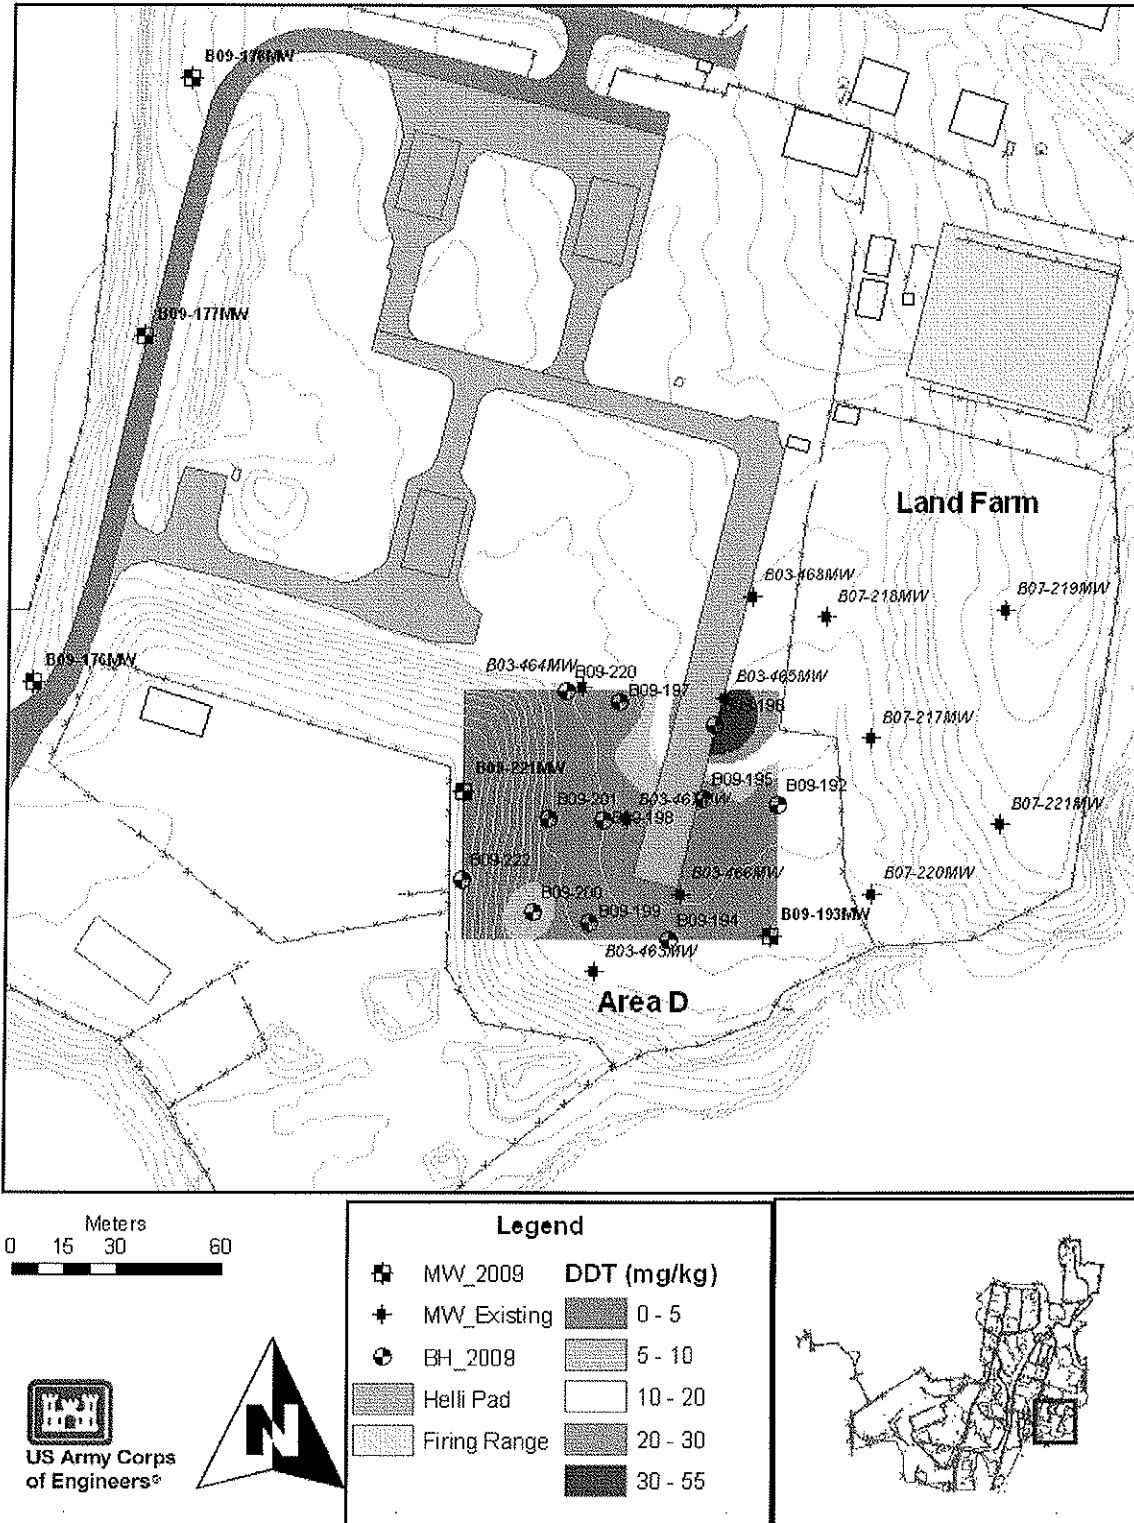 B09-178MW
B09-177MW
Land Farm
B03-468MW
B07-218MW
B07-219MW
B09-176MW
B03-464MW
B09-220
B09-197
B03-465MW
B07-217MW
B09-221MW
B09-195
B09-192
B09-201
B09-198
B07-221MW
B09-222
B03-466MW
B07-220MW
B09-200
B09-199
B09-194
B09-193MW
B03-463MW
Area D
Meters
0 15 30 60
US Army Corps
of Engineers®
N
Legend
MW_2009
MW_Existing
BH_2009
Helli Pad
Firing Range
DDT (mg/kg)
0 - 5
5 - 10
10 - 20
20 - 30
30 - 55